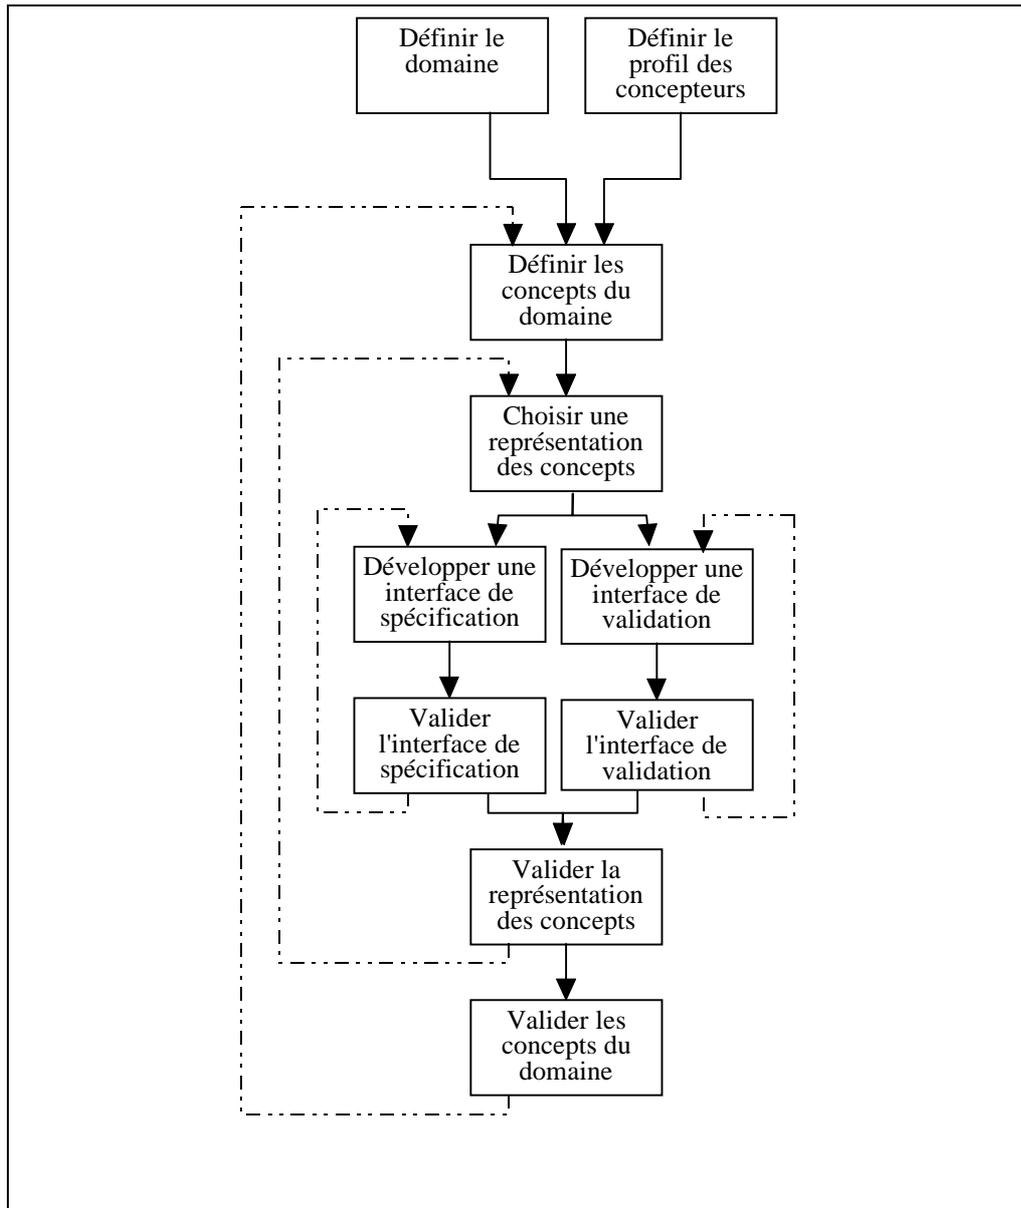 Définir le
domaine
Définir le
profil des
concepteurs
Définir les
concepts du
domaine
Choisir une
représentation
des concepts
Développer une
interface de
spécification
Développer une
interface de
validation
Valider
l'interface de
spécification
Valider
l'interface de
validation
Valider la
représentation
des concepts
Valider les
concepts du
domaine